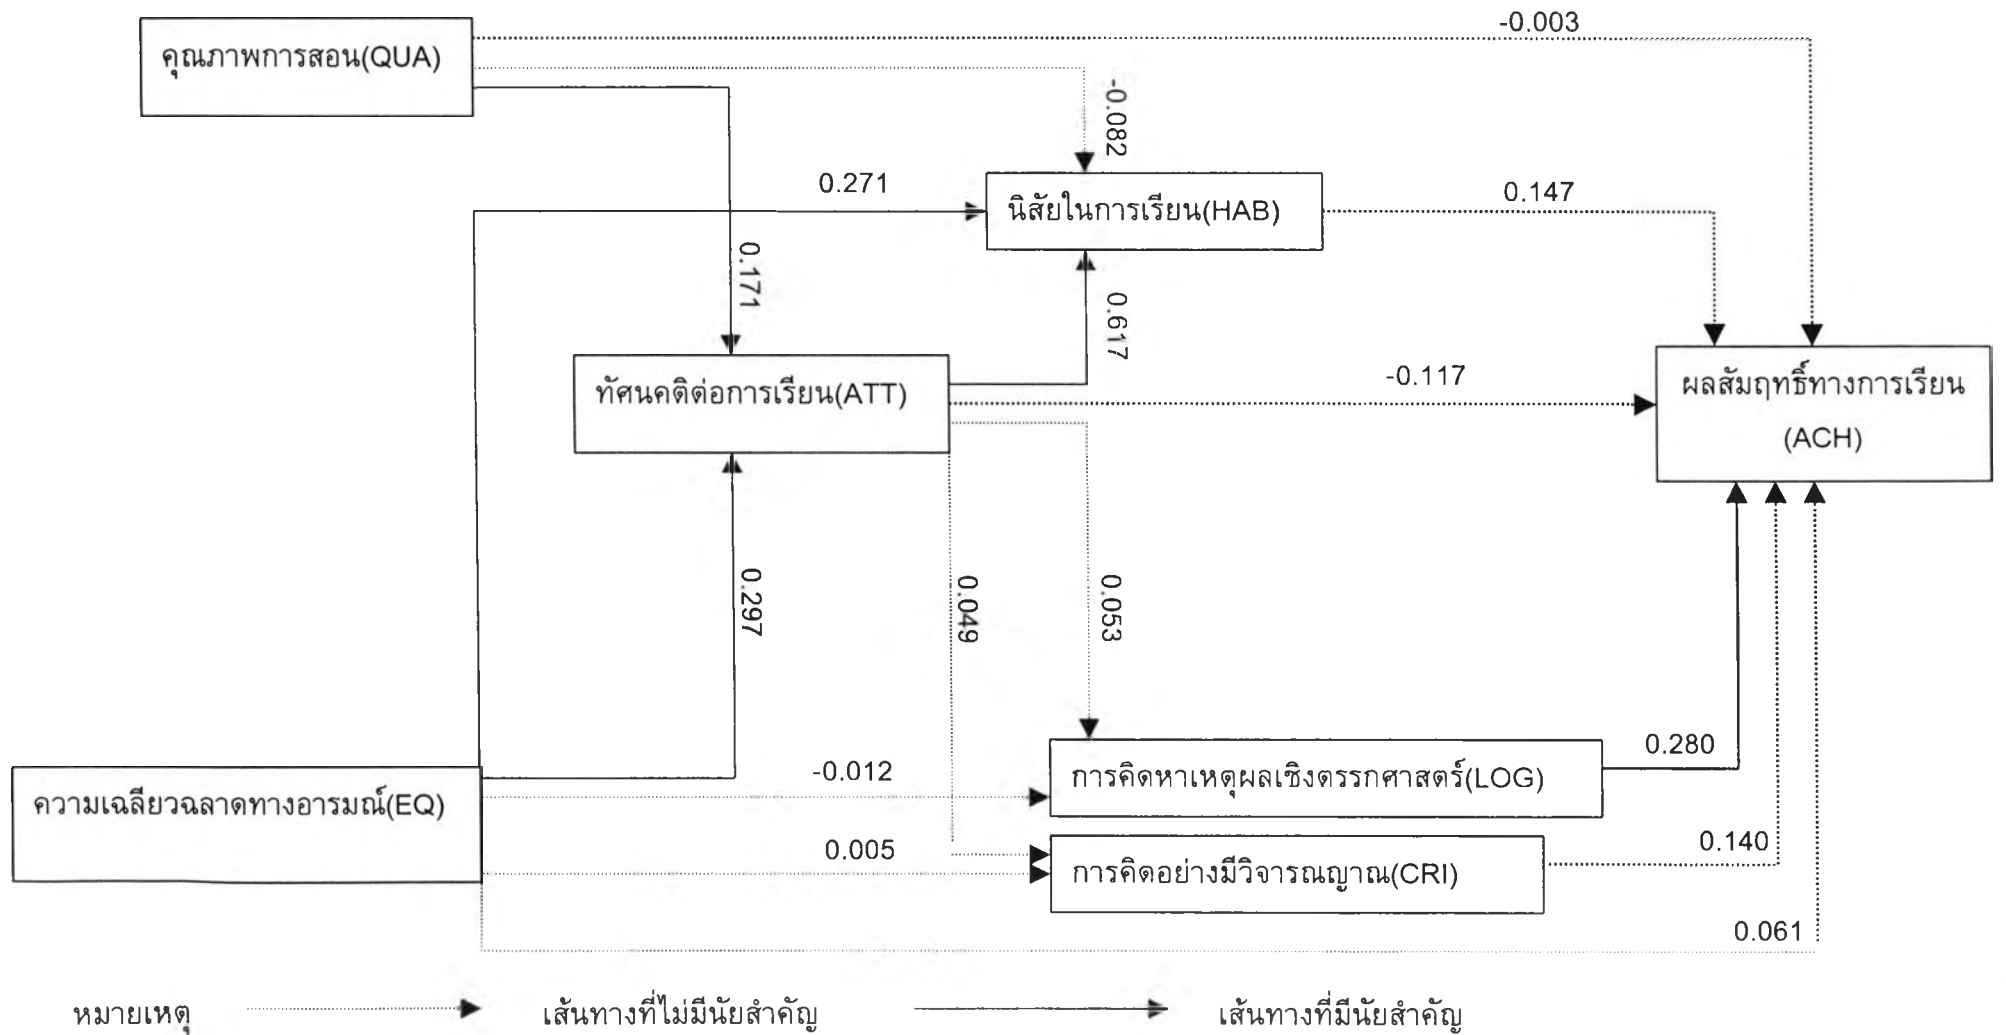 -0.003
คุณภาพการสอน(QUA)
-0.082
0.271
นิสัยในการเรียน(HAB)
0.147
0.171
0.617
ทัศนคติต่อการเรียน(ATT)
-0.117
ผลสัมฤทธิ์ทางการเรียน
(ACH)
0.297
0.049
0.053
ความเฉลียวฉลาดทางอารมณ์(EQ)
-0.012
การคิดหาเหตุผลเชิงตรรกศาสตร์(LOG)
0.280
0.005
การคิดอย่างมีวิจารณญาณ(CRI)
0.140
0.061
หมายเหตุ เส้นทางที่ไม่มีนัยสำคัญ เส้นทางที่มีนัยสำคัญ